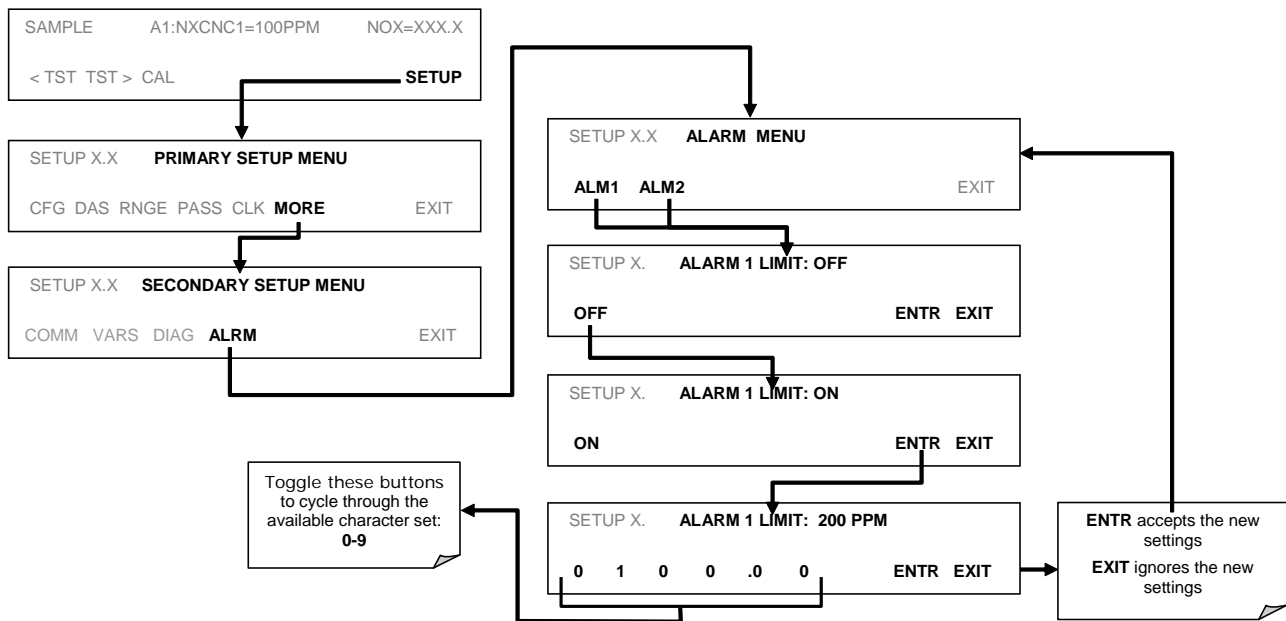 SAMPLE A1:NXCNC1=100PPM NOX=XXX.X
< TST TST > CAL SETUP
SETUP X.X PRIMARY SETUP MENU
CFG DAS RNGE PASS CLK MORE EXIT
SETUP X.X SECONDARY SETUP MENU
COMM VARS DIAG ALRM EXIT
SETUP X.X ALARM MENU
ALM1 ALM2 EXIT
SETUP X. ALARM 1 LIMIT: OFF
OFF ENTR EXIT
SETUP X. ALARM 1 LIMIT: ON
ON ENTR EXIT
SETUP X. ALARM 1 LIMIT: 200 PPM
0 1 0 0 .0 0 ENTR EXIT
Toggle these buttons
to cycle through the
available character set:
0-9
ENTR accepts the new
settings
EXIT ignores the new
settings